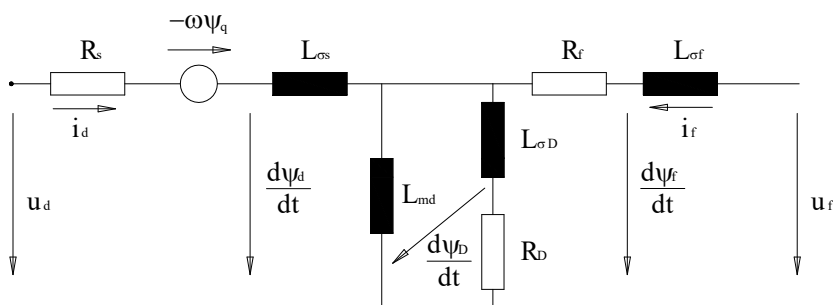 −ωψq
Rs
Lσs
Rf
Lσf
id
if
LσD
dψd
dt
dψf
dt
Lmd
ud
uf
dψD
dt
RD